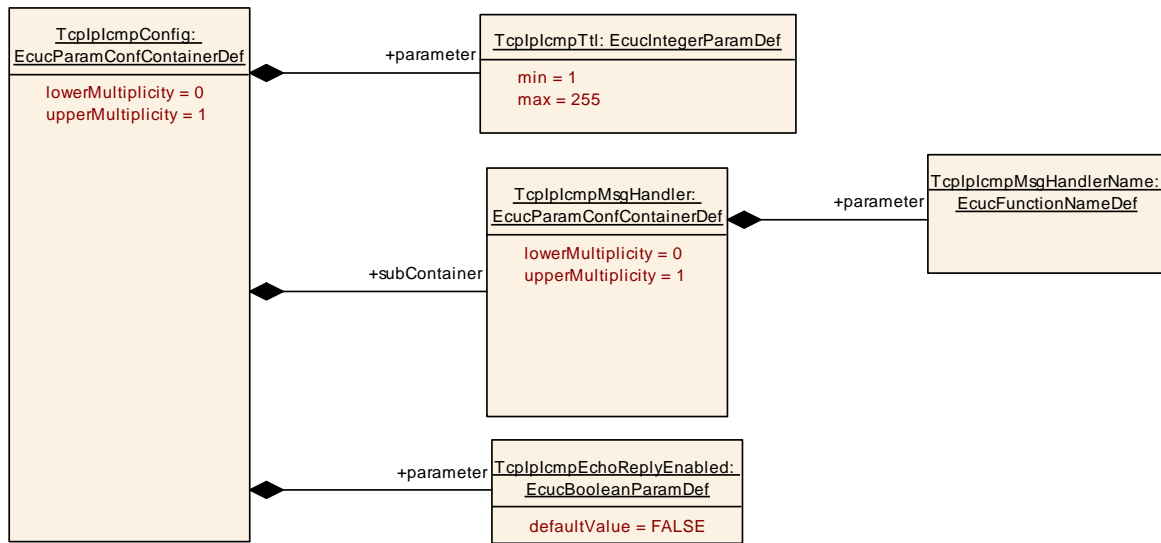 TcpIpIcmpConfig:
EcucParamConfContainerDef
lowerMultiplicity = 0
upperMultiplicity = 1
+parameter
TcpIpIcmpTtl: EcucIntegerParamDef
min = 1
max = 255
+subContainer
TcpIpIcmpMsgHandler:
EcucParamConfContainerDef
lowerMultiplicity = 0
upperMultiplicity = 1
+parameter
TcpIpIcmpMsgHandlerName:
EcucFunctionNameDef
+parameter
TcpIpIcmpEchoReplyEnabled:
EcucBooleanParamDef
defaultValue = FALSE